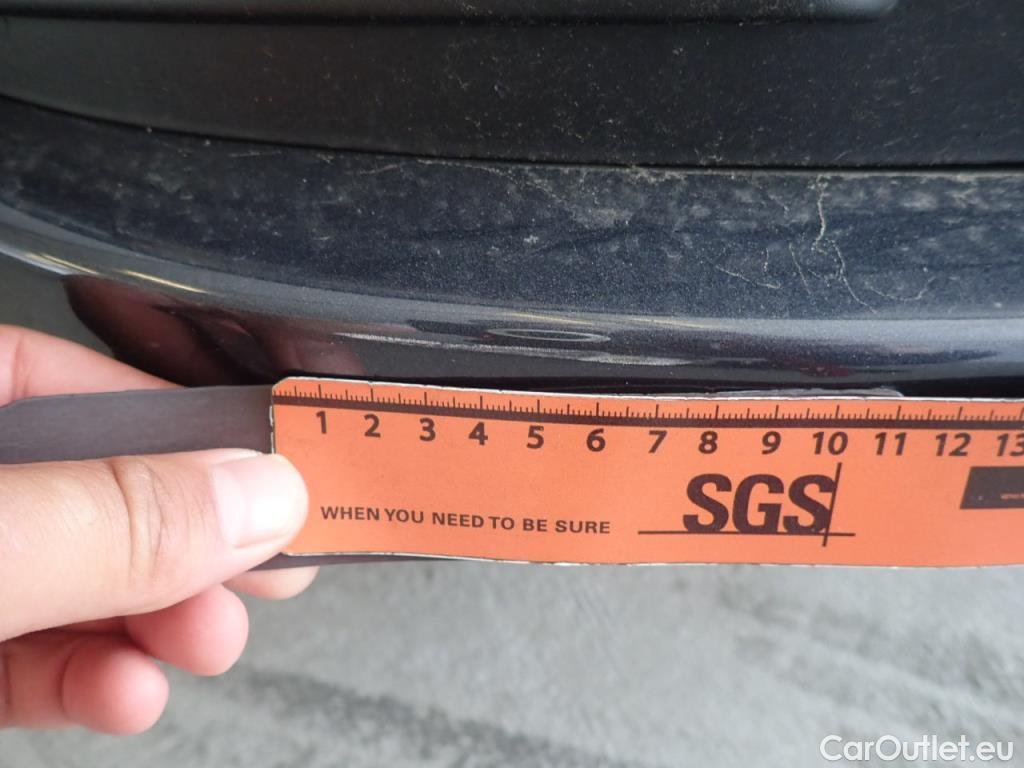 1 2 3 4 5 6 7 8 9 10 11 12 13
SGS
WHEN YOU NEED TO BE SURE
CarOutlet.eu